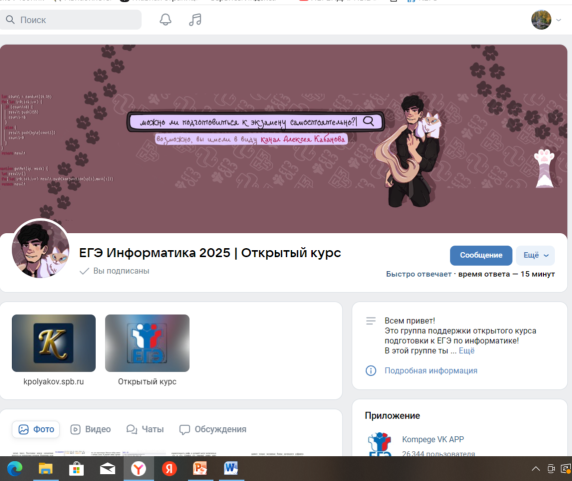 Поиск
можно ли подготовиться к экзамену самостоятельно?
возможно, вы имели в виду канал Алексея Кабанова
ЕГЭ Информатика 2025 | Открытый курс
Вы подписаны
Сообщение
Ещё
Быстро отвечает · время ответа — 15 минут
K
kpolyakov.spb.ru
ЕГЭ
Открытый курс
Всем привет!
Это группа поддержки открытого курса
подготовки к ЕГЭ по информатике!
В этой группе ты ... Ещё
Подробная информация
Фото
Видео
Чаты
Обсуждения
Приложение
Kompege VK APP
26 344 пользователя
ЕГЭ